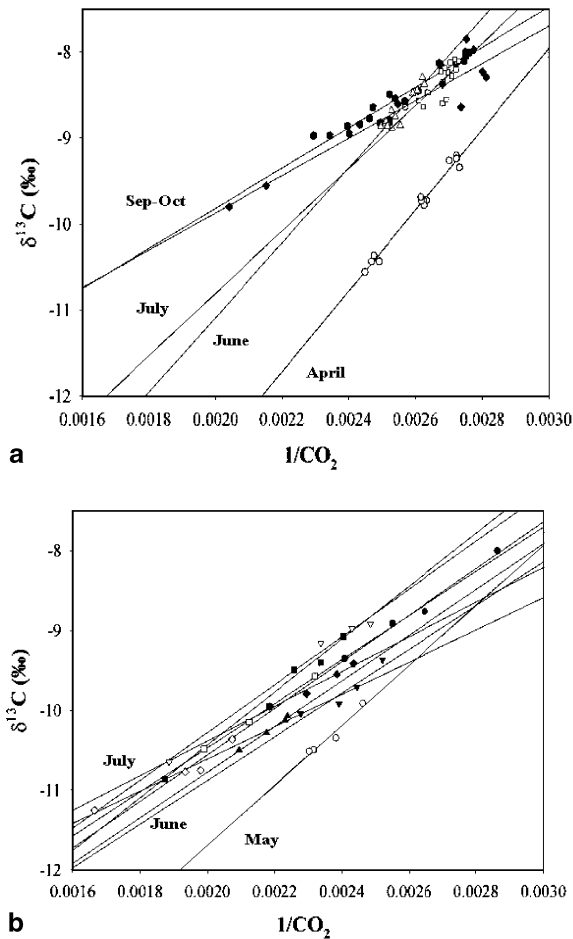 -8
-9
-10
-11
-12
δ13C (‰)
Sep-Oct
July
June
April
0.0016 0.0018 0.0020 0.0022 0.0024 0.0026 0.0028 0.0030
1/CO2
a
-8
-9
-10
-11
-12
δ13C (‰)
July
June
May
0.0016 0.0018 0.0020 0.0022 0.0024 0.0026 0.0028 0.0030
1/CO2
b